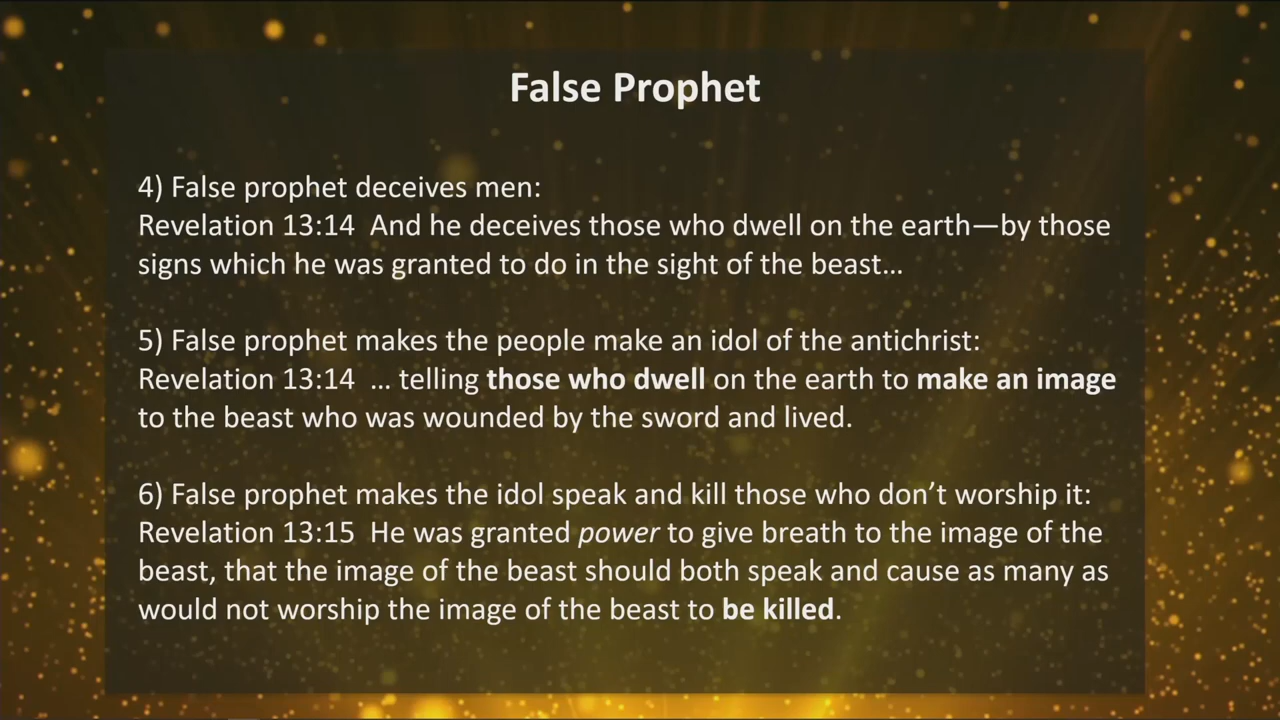 False Prophet
4) False prophet deceives men:
Revelation 13:14  And he deceives those who dwell on the earth—by those
signs which he was granted to do in the sight of the beast…
5) False prophet makes the people make an idol of the antichrist:
Revelation 13:14  … telling those who dwell on the earth to make an image
to the beast who was wounded by the sword and lived.
6) False prophet makes the idol speak and kill those who don’t worship it:
Revelation 13:15  He was granted power to give breath to the image of the
beast, that the image of the beast should both speak and cause as many as
would not worship the image of the beast to be killed.